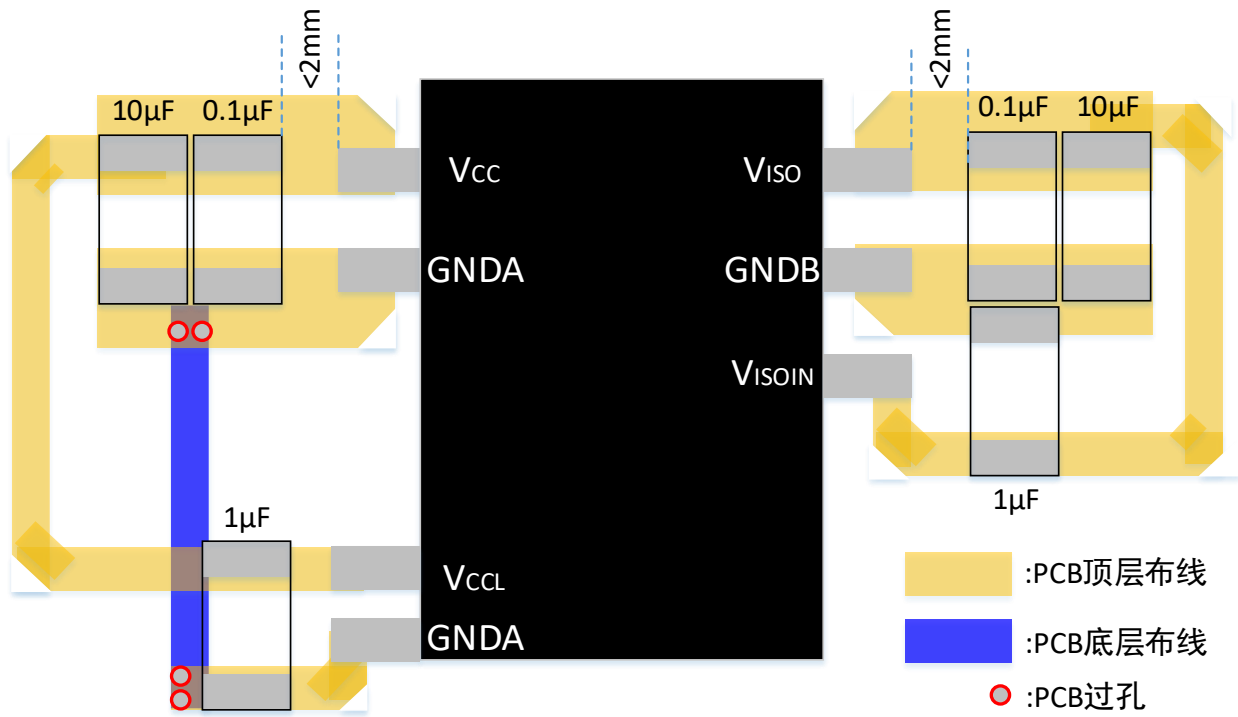 <2mm
<2mm
10μF
0.1μF
0.1μF
10μF
VCC
VISO
GNDA
GNDB
VISOIN
1μF
1μF
VCCL
GNDA
:PCB顶层布线
:PCB底层布线
:PCB过孔